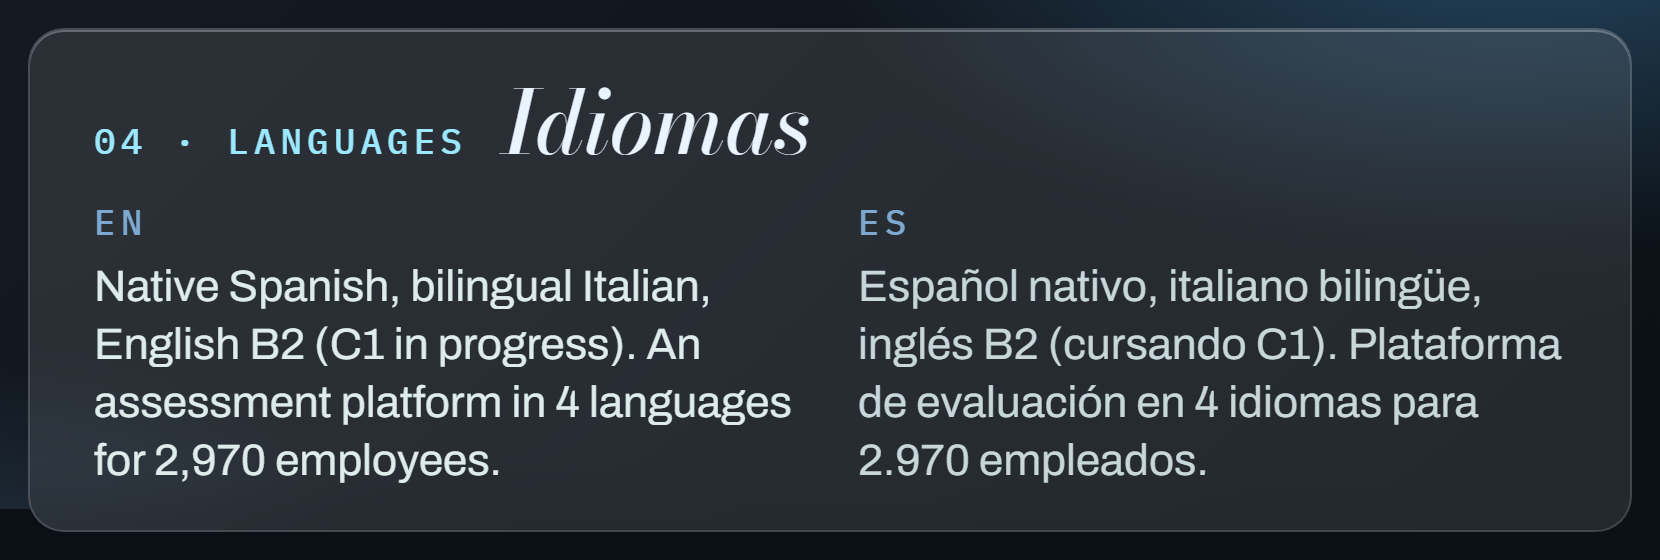 04 · LANGUAGES Idiomas
EN
Native Spanish, bilingual Italian,
English B2 (C1 in progress). An
assessment platform in 4 languages
for 2,970 employees.
ES
Español nativo, italiano bilingüe,
inglés B2 (cursando C1). Plataforma
de evaluación en 4 idiomas para
2.970 empleados.